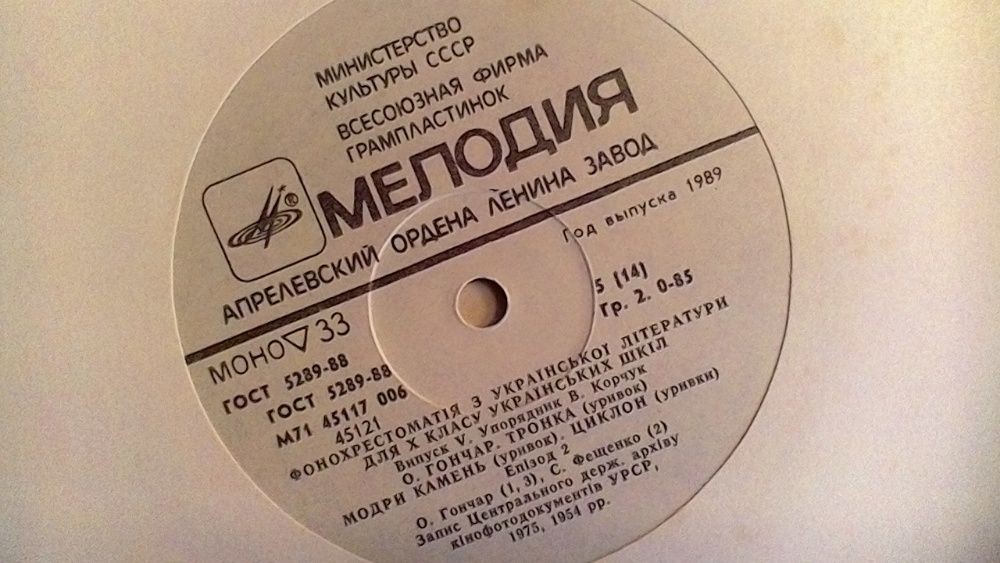 МИНИСТЕРСТВО
КУЛЬТУРЫ СССР
ВСЕСОЮЗНАЯ ФИРМА
ГРАМПЛАСТИНОК
МЕЛОДИЯ
®
АПРЕЛЕВСКИЙ ОРДЕНА ЛЕНИНА ЗАВОД
Год выпуска 1989
МОНО 33
5 (14)
Гр. 2. 0-85
ГОСТ 5289-88
ГОСТ 5289-88
М71 45117 006
45121
ФОНОХРЕСТОМАТІЯ З УКРАЇНСЬКОЇ ЛІТЕРАТУРИ
ДЛЯ X КЛАСУ УКРАЇНСЬКИХ ШКІЛ
Випуск V. Упорядник В. Корчук
О. ГОНЧАР. ТРОНКА (уривок)
МОДРИ КАМЕНЬ (уривок). ЦИКЛОН (уривки)
Епізод 2
О. Гончар (1, 3), С. Фещенко (2)
Запис Центрального держ. архіву
кінофотодокументів УРСР,
1975, 1954 рр.